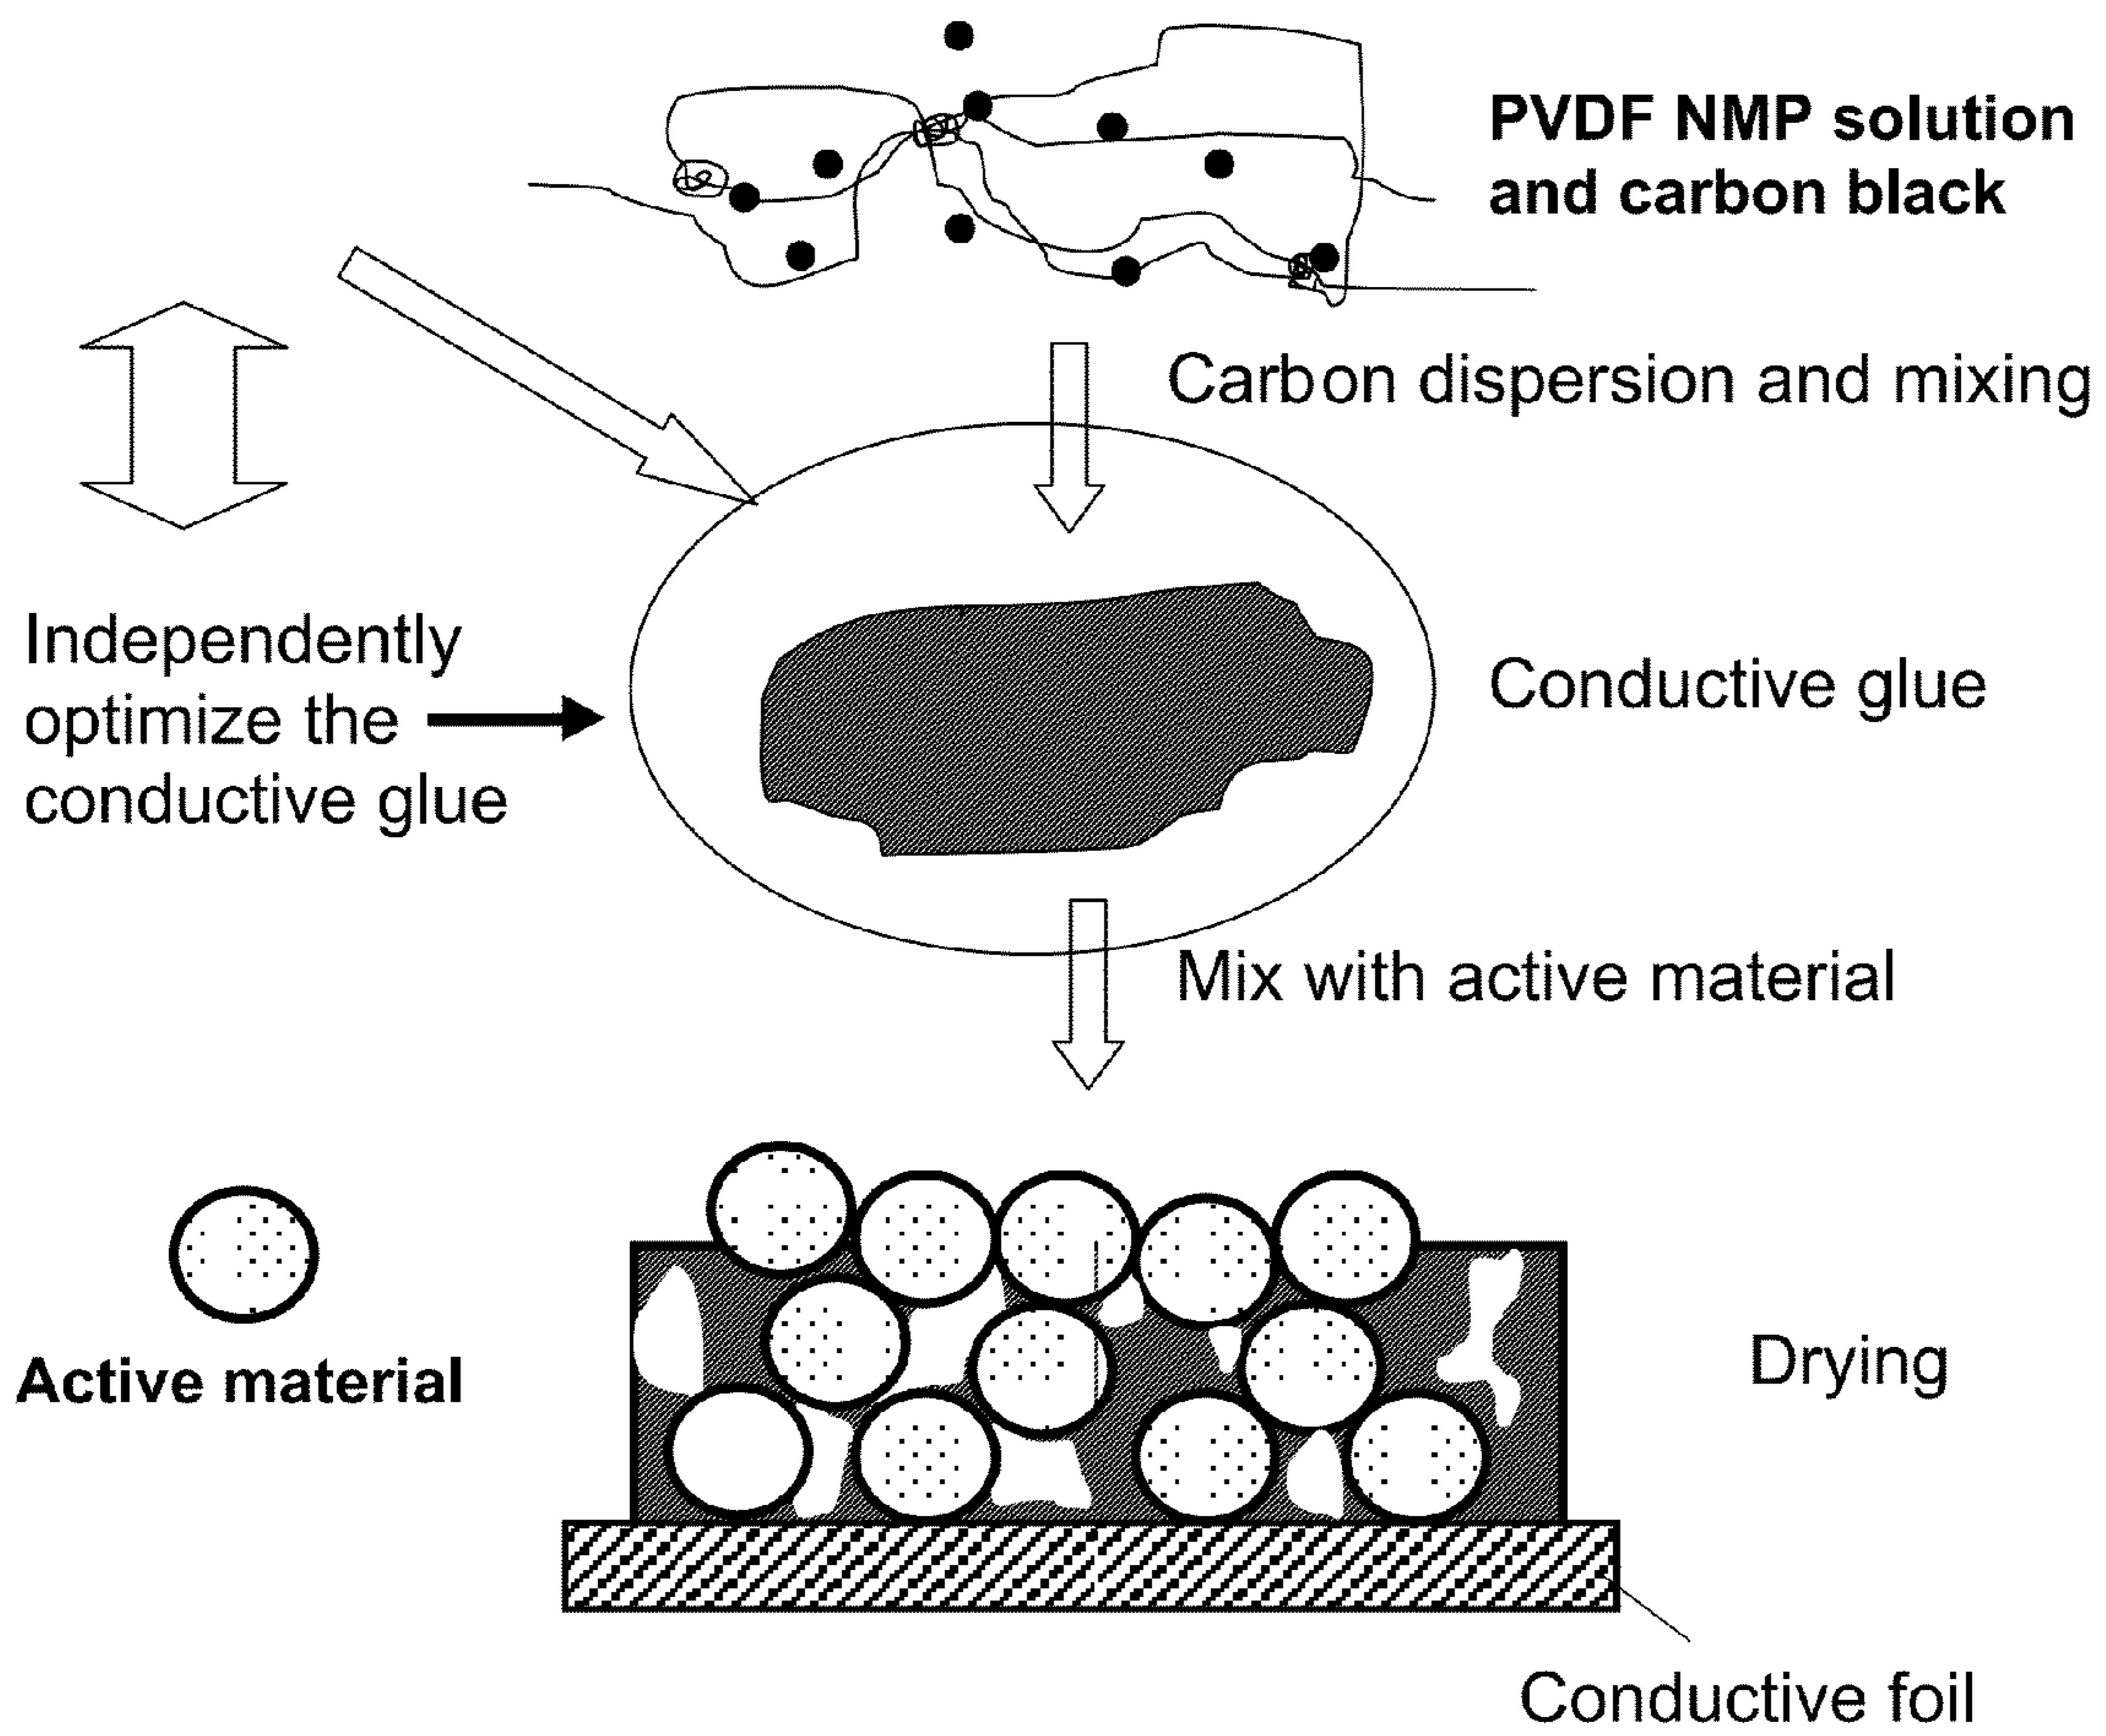 PVDF NMP solution
and carbon black
Carbon dispersion and mixing
Independently
optimize the
conductive glue
Conductive glue
Mix with active material
Active material
Drying
Conductive foil